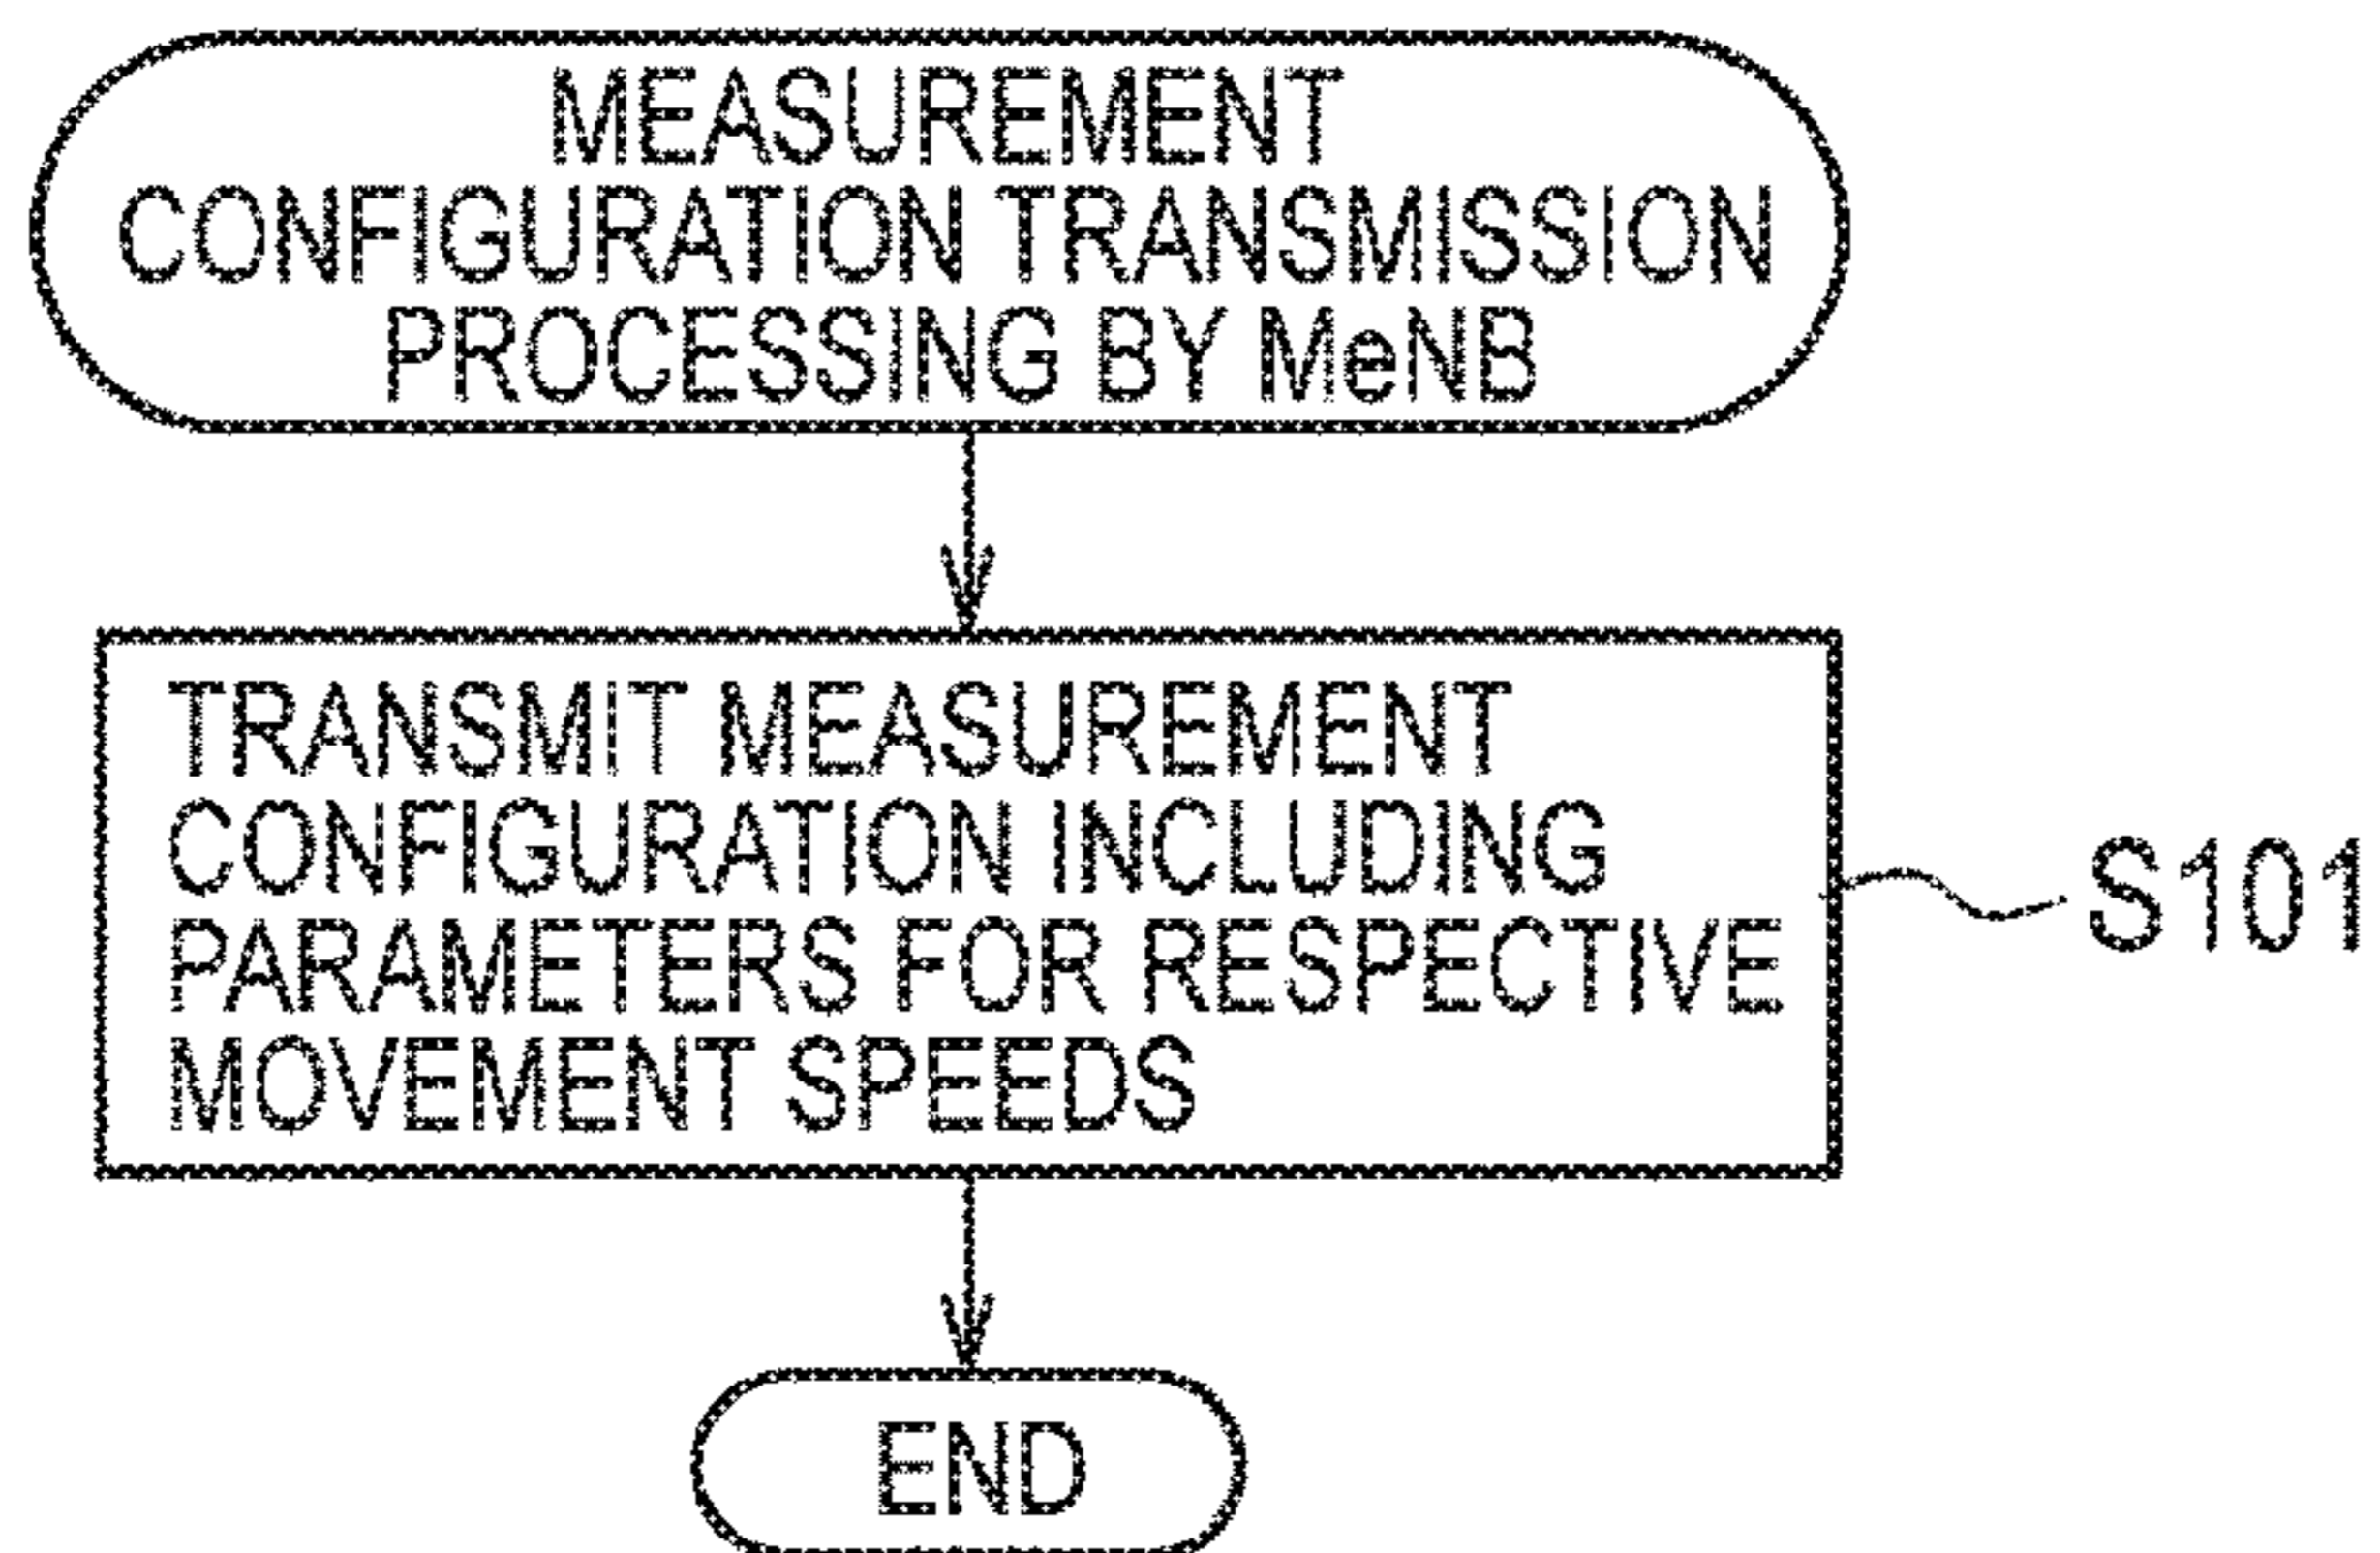 MEASUREMENT
CONFIGURATION TRANSMISSION
PROCESSING BY MeNB
TRANSMIT MEASUREMENT
CONFIGURATION INCLUDING
PARAMETERS FOR RESPECTIVE
MOVEMENT SPEEDS
S101
END